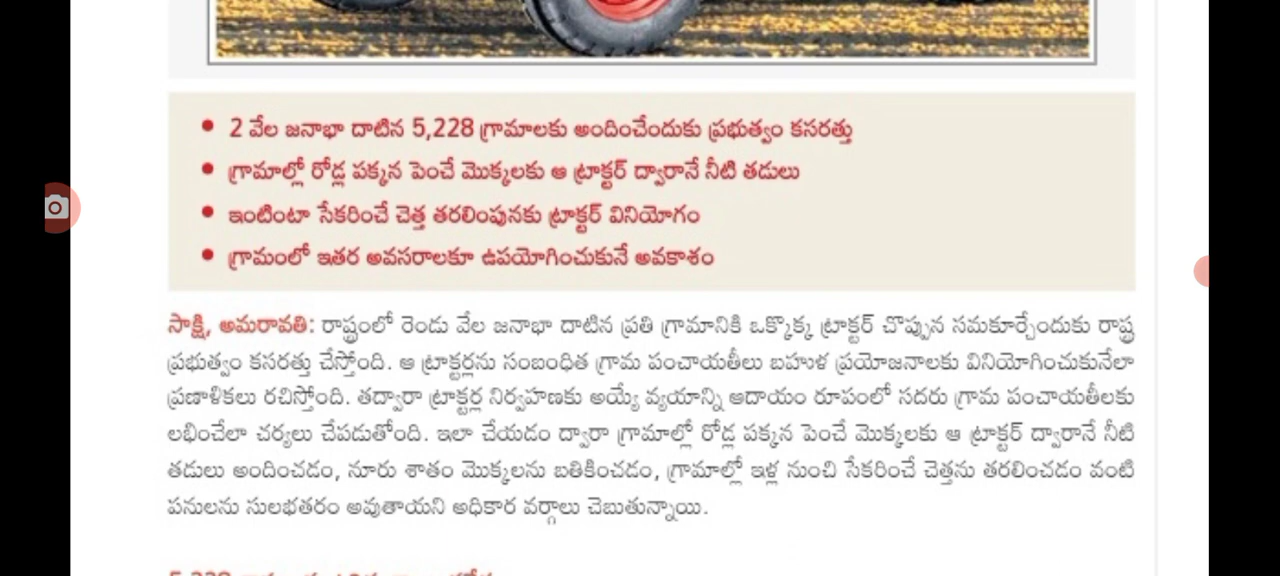 • 2 వేల జనాభా దాటిన 5,228 గ్రామాలకు అందించేందుకు ప్రభుత్వం కసరత్తు
• గ్రామాల్లో రోడ్ల పక్కన పెంచే మొక్కలకు ఆ ట్రాక్టర్ ద్వారానే నీటి తడులు
• ఇంటింటా సేకరించే చెత్త తరలింపునకు ట్రాక్టర్ వినియోగం
• గ్రామంలో ఇతర అవసరాలకూ ఉపయోగించుకునే అవకాశం
సాక్షి, అమరావతి: రాష్ట్రంలో రెండు వేల జనాభా దాటిన ప్రతి గ్రామానికి ఒక్కొక్క ట్రాక్టర్ చొప్పున సమకూర్చేందుకు రాష్ట్ర
ప్రభుత్వం కసరత్తు చేస్తోంది. ఆ ట్రాక్టర్లను సంబంధిత గ్రామ పంచాయతీలు బహుళ ప్రయోజనాలకు వినియోగించుకునేలా
ప్రణాళికలు రచిస్తోంది. తద్వారా ట్రాక్టర్ల నిర్వహణకు అయ్యే వ్యయాన్ని ఆదాయం రూపంలో సదరు గ్రామ పంచాయతీలకు
లభించేలా చర్యలు చేపడుతోంది. ఇలా చేయడం ద్వారా గ్రామాల్లో రోడ్ల పక్కన పెంచే మొక్కలకు ఆ ట్రాక్టర్ ద్వారానే నీటి
తడులు అందించడం, నూరు శాతం మొక్కలను బతికించడం, గ్రామాల్లో ఇళ్ల నుంచి సేకరించే చెత్తను తరలించడం వంటి
పనులను సులభతరం అవుతాయని అధికార వర్గాలు చెబుతున్నాయి.